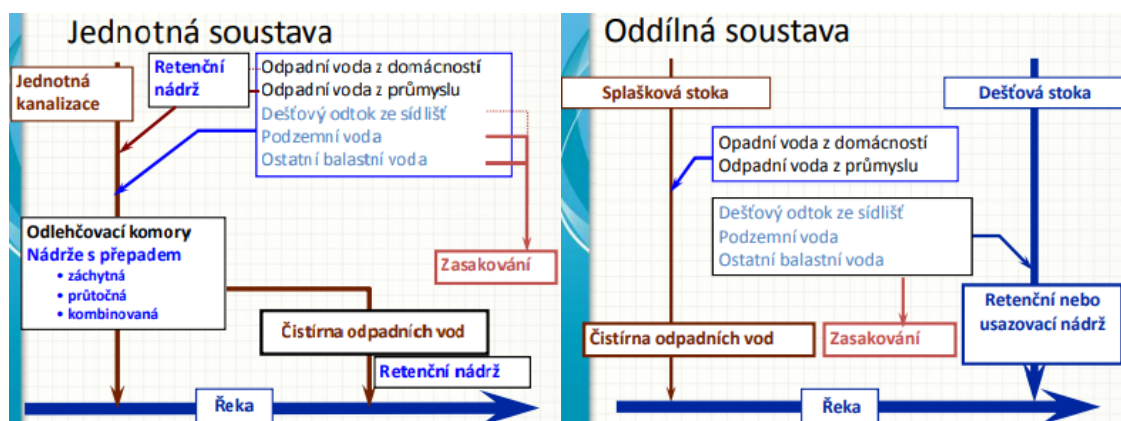 Jednotná soustava
Jednotná
kanalizace
Retenční
nádrž
Odpadní voda z domácností
Odpadní voda z průmyslu
Dešťový odtok ze sídlišť
Podzemní voda
Ostatní balastní voda
Odlehčovací komory
Nádrže s přepadem
• záchytná
• průtočná
• kombinovaná
Zasakování
Čistírna odpadních vod
Retenční nádrž
Řeka
Oddílná soustava
Splašková stoka
Dešťová stoka
Opadní voda z domácností
Odpadní voda z průmyslu
Dešťový odtok ze sídlišť
Podzemní voda
Ostatní balastní voda
Retenční nebo
usazovací nádrž
Čistírna odpadních vod
Zasakování
Řeka